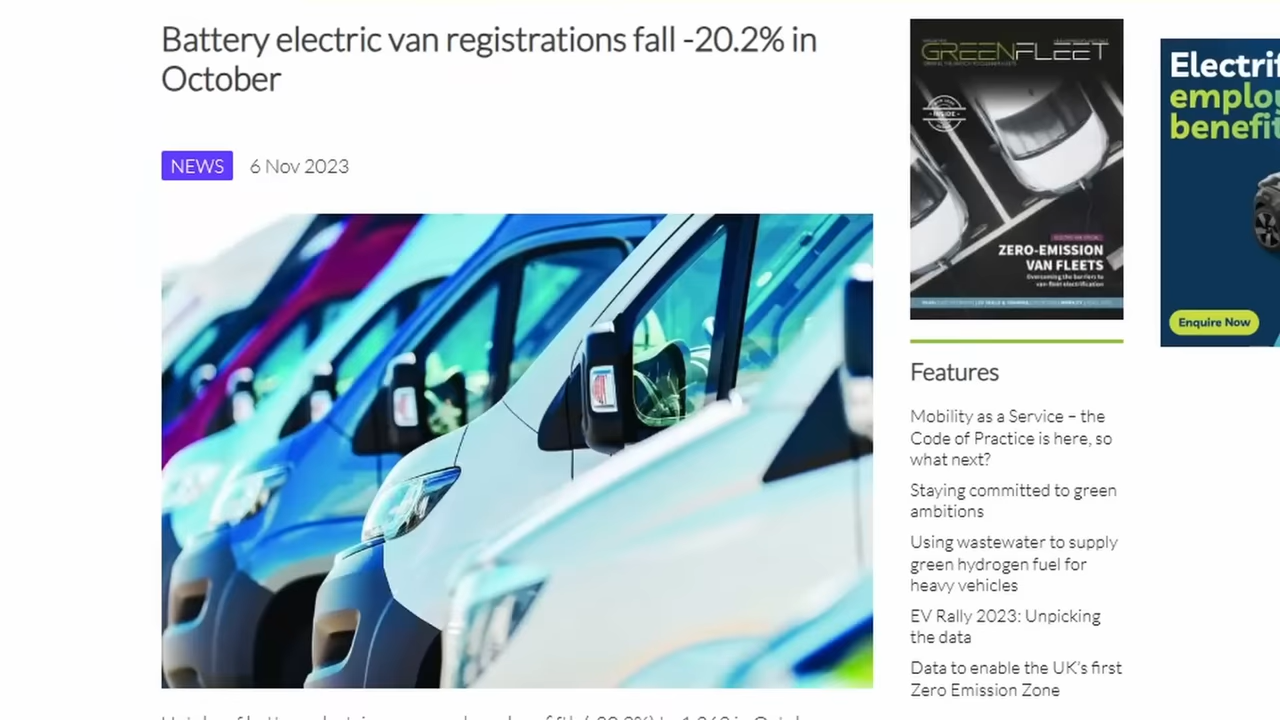 Battery electric van registrations fall -20.2% in
October
NEWS 6 Nov 2023
GREENFLEET
INSIDE
ZERO-EMISSION
VAN FLEETS
Overcoming the barriers to
van fleet electrification
Electrif
emplo
benefit
Enquire Now
Features
Mobility as a Service – the
Code of Practice is here, so
what next?
Staying committed to green
ambitions
Using wastewater to supply
green hydrogen fuel for
heavy vehicles
EV Rally 2023: Unpicking
the data
Data to enable the UK's first
Zero Emission Zone